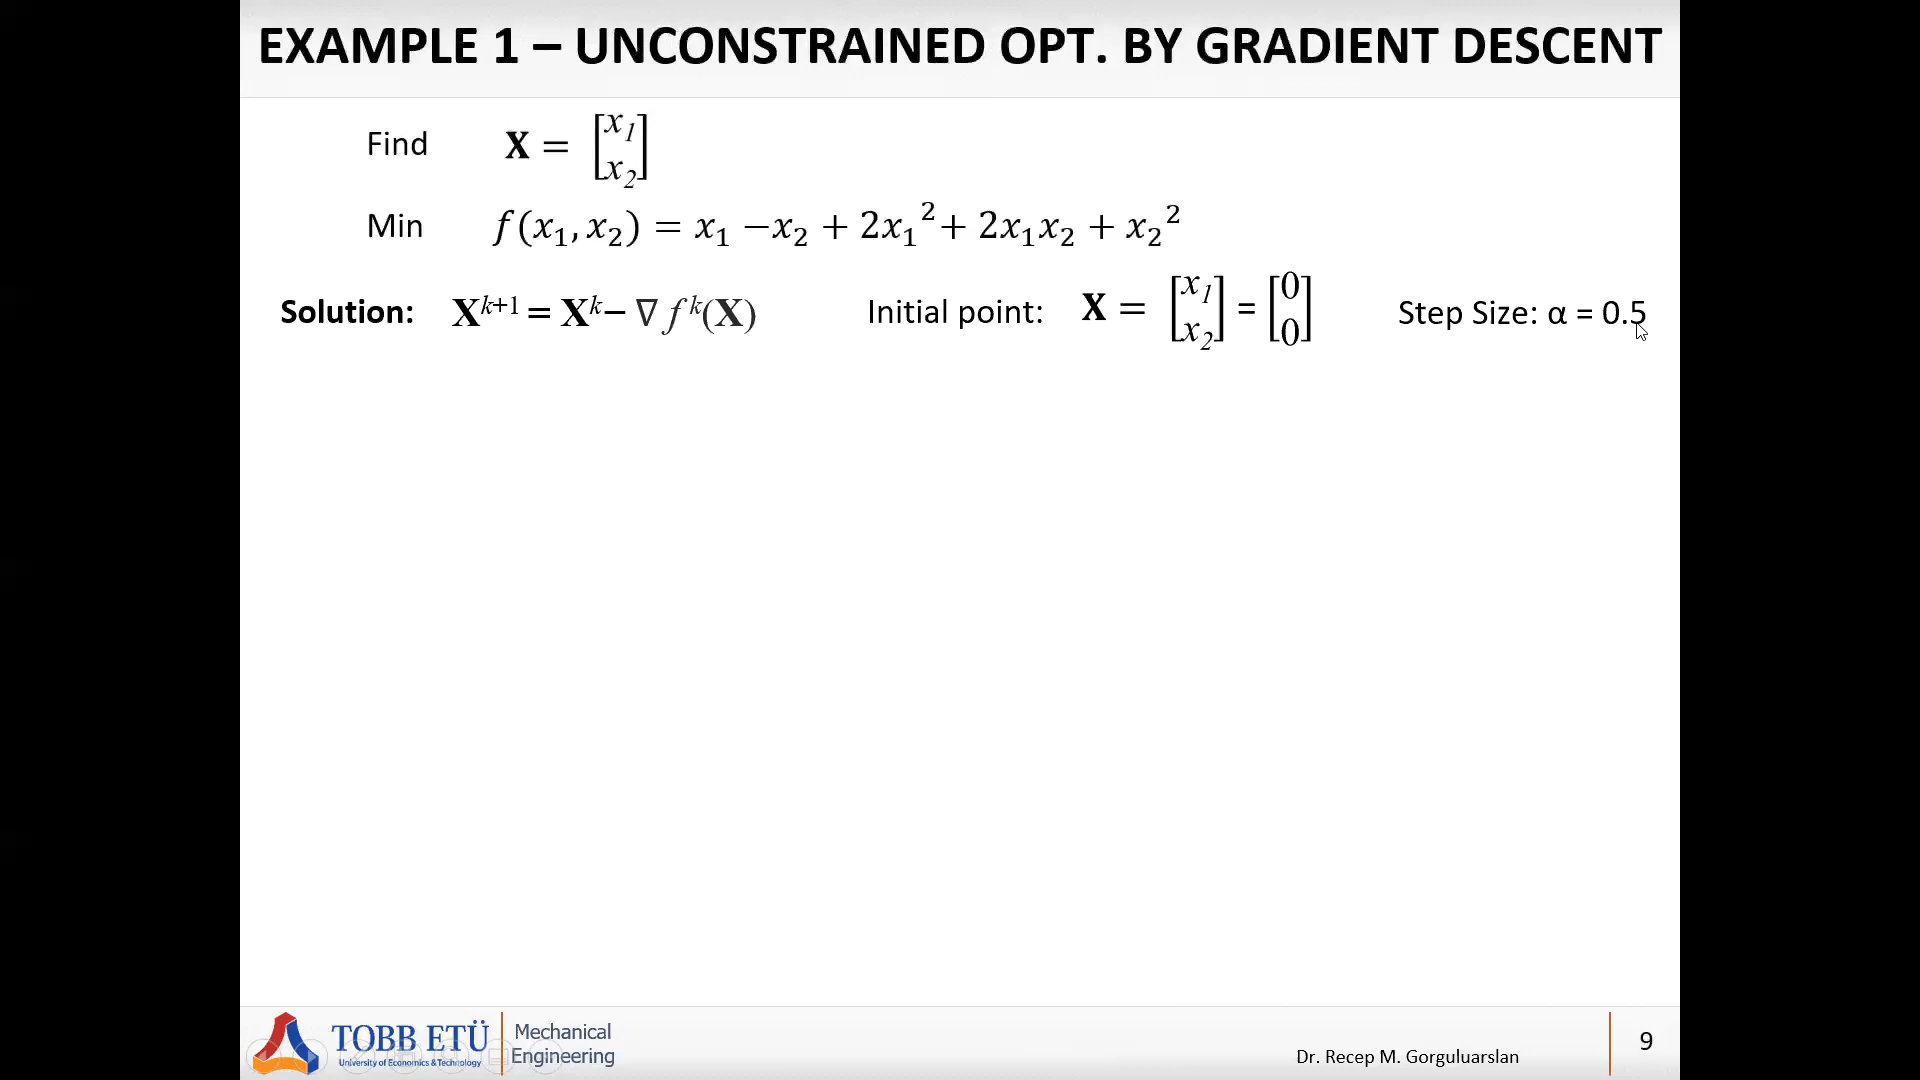 EXAMPLE 1 – UNCONSTRAINED OPT. BY GRADIENT DESCENT
Find X = [x₁ x₂]
Min f(x₁, x₂) = x₁ −x₂ + 2x₁² + 2x₁x₂ + x₂²
Solution: Xᵏ⁺¹ = Xᵏ− ∇ f ᵏ(X) Initial point: X = [x₁ x₂] = [0 0] Step Size: α = 0.5
TOBB ETÜ
University of Economics & Technology
Mechanical
Engineering
Dr. Recep M. Gorguluarslan
9